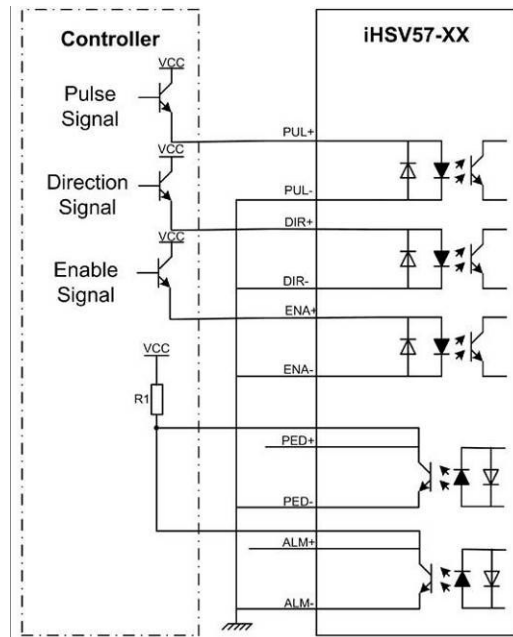 Controller
iHSV57-XX
VCC
Pulse
Signal
PUL+
VCC
Direction
Signal
PUL-
DIR+
VCC
Enable
Signal
DIR-
ENA+
VCC
R1
ENA-
PED+
PED-
ALM+
ALM-